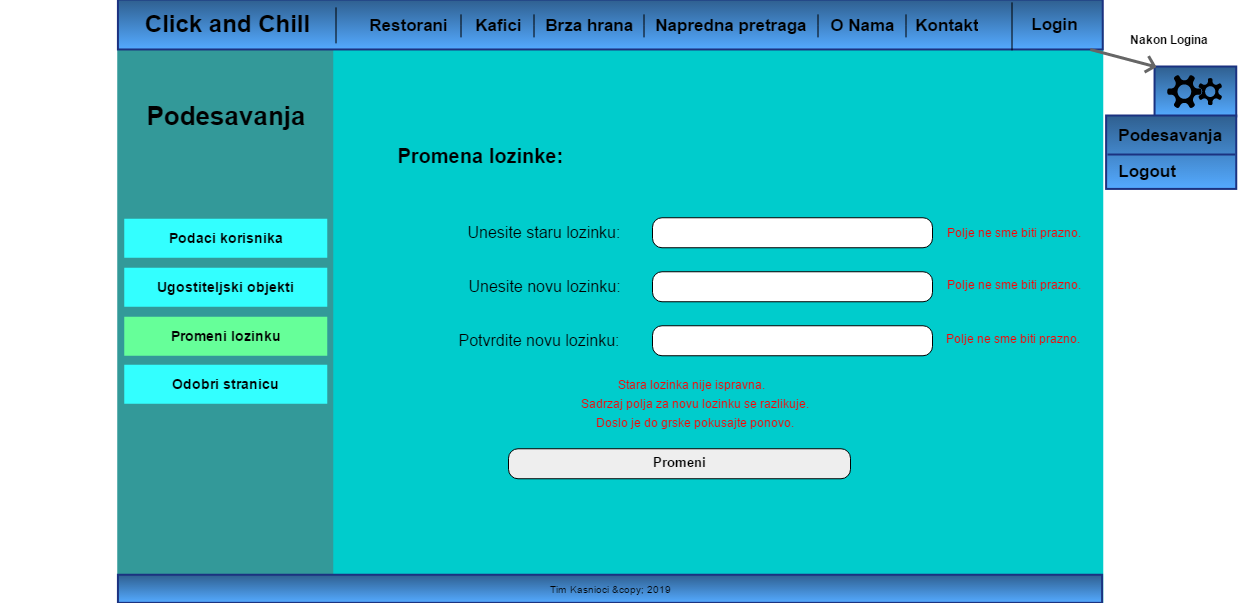 Click and Chill
Restorani
Kafici
Brza hrana
Napredna pretraga
O Nama
Kontakt
Login
Nakon Logina
Podesavanja
Logout
Podesavanja
Podaci korisnika
Ugostiteljski objekti
Promeni lozinku
Odobri stranicu
Promena lozinke:
Unesite staru lozinku:
Polje ne sme biti prazno.
Unesite novu lozinku:
Polje ne sme biti prazno.
Potvrdite novu lozinku:
Polje ne sme biti prazno.
Stara lozinka nije ispravna.
Sadrzaj polja za novu lozinku se razlikuje.
Doslo je do grske pokusajte ponovo.
Promeni
Tim Kasnioci &copy; 2019